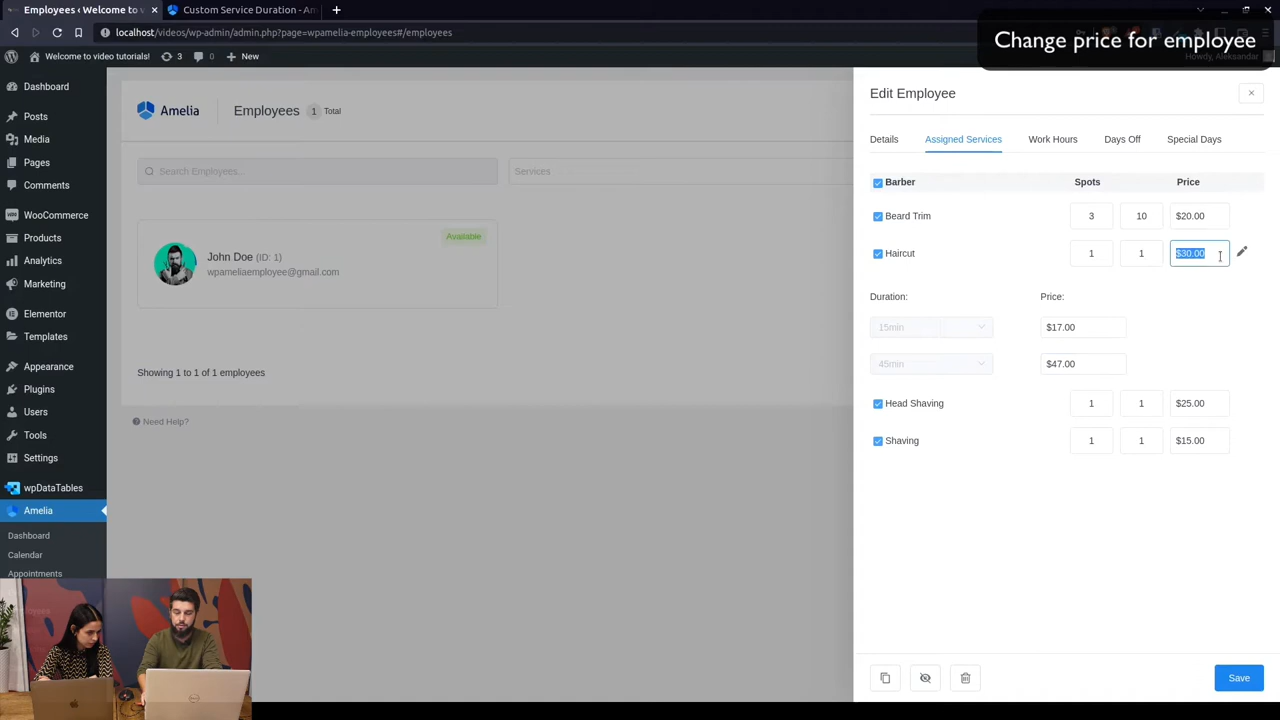 Employees ‹ Welcome to v
Custom Service Duration - Am
localhost/videos/wp-admin/admin.php?page=wpamelia-employees#/employees
Change price for employee
Welcome to video tutorials!
3
0
New
Howdy, Aleksandar
Dashboard
Posts
Media
Pages
Comments
WooCommerce
Products
Analytics
Marketing
Elementor
Templates
Appearance
Plugins
Users
Tools
Settings
wpDataTables
Amelia
Dashboard
Calendar
Appointments
Employees
Amelia
Employees 1 Total
Search Employees...
Services
Available
John Doe (ID: 1)
wpameliaemployee@gmail.com
Showing 1 to 1 of 1 employees
Need Help?
Edit Employee
Details Assigned Services Work Hours Days Off Special Days
Barber Spots Price
Beard Trim 3 10 $20.00
Haircut 1 1 $30.00
Duration: Price:
15min $17.00
45min $47.00
Head Shaving 1 1 $25.00
Shaving 1 1 $15.00
Save